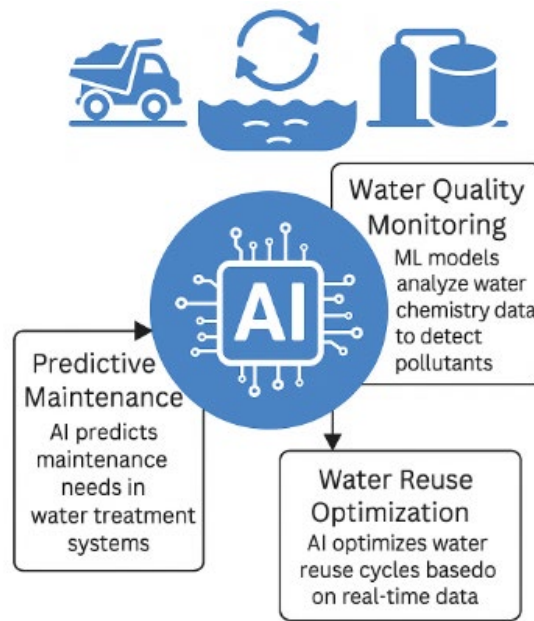 Water Quality
Monitoring
ML models
analyze water
chemistry data
to detect
pollutants
AI
Predictive
Maintenance
AI predicts
maintenance
needs in
water treatment
systems
Water Reuse
Optimization
AI optimizes water
reuse cycles basedo
on real-time data